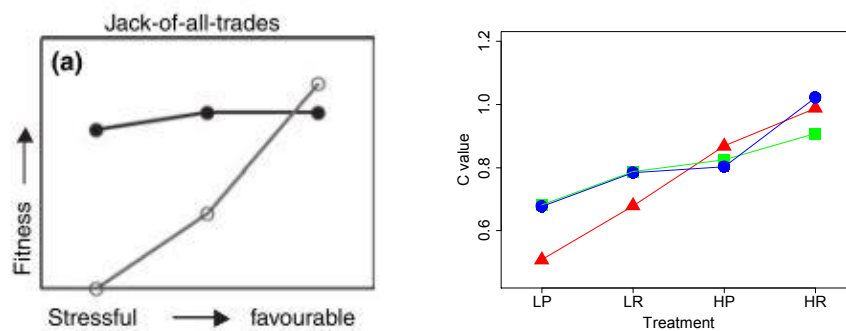 Jack-of-all-trades
(a)
Fitness
Stressful favourable
1.2
1.0
0.8
0.6
C value
LP LR HP HR
Treatment